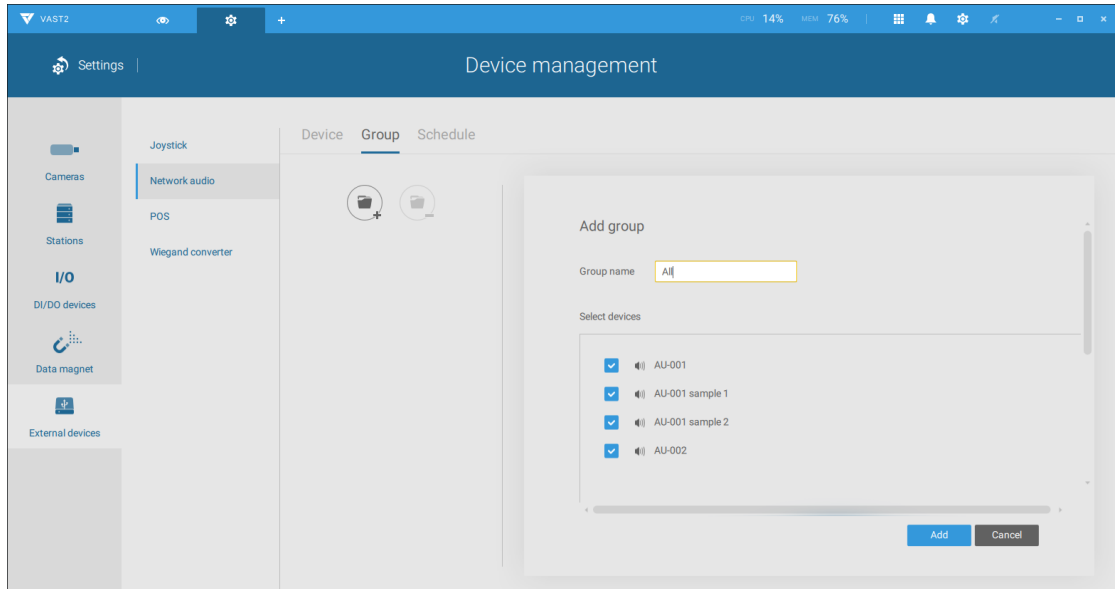 VAST2
CPU 14% MEM 76%
Settings
Device management
Cameras
Stations
I/O
DI/DO devices
Data magnet
External devices
Joystick
Network audio
POS
Wiegand converter
Device Group Schedule
Add group
Group name All
Select devices
AU-001
AU-001 sample 1
AU-001 sample 2
AU-002
Add Cancel